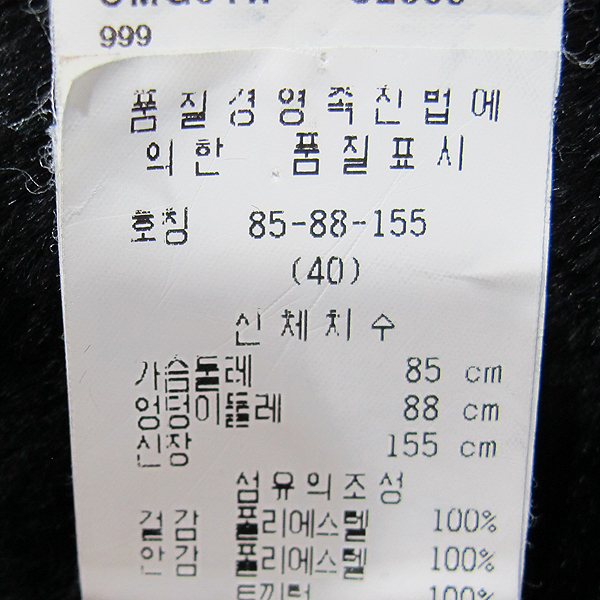 999
품질경영촉진법에
의한 품질표시
호칭 85-88-155
(40)
신체치수
가슴둘레 85 cm
엉덩이둘레 88 cm
신장 155 cm
섬유의조성
겉감 폴리에스텔 100%
안감 폴리에스텔 100%
100%